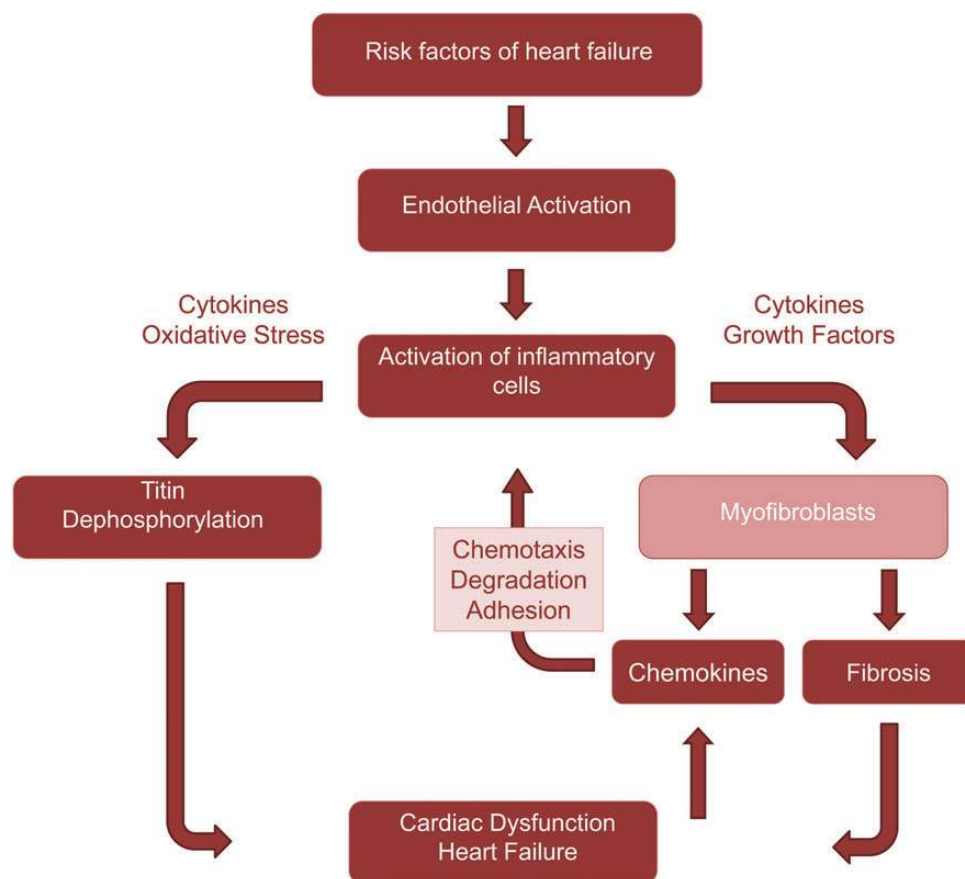 Risk factors of heart failure
Endothelial Activation
Cytokines
Oxidative Stress
Cytokines
Growth Factors
Activation of inflammatory
cells
Titin
Dephosphorylation
Myofibroblasts
Chemotaxis
Degradation
Adhesion
Chemokines
Fibrosis
Cardiac Dysfunction
Heart Failure